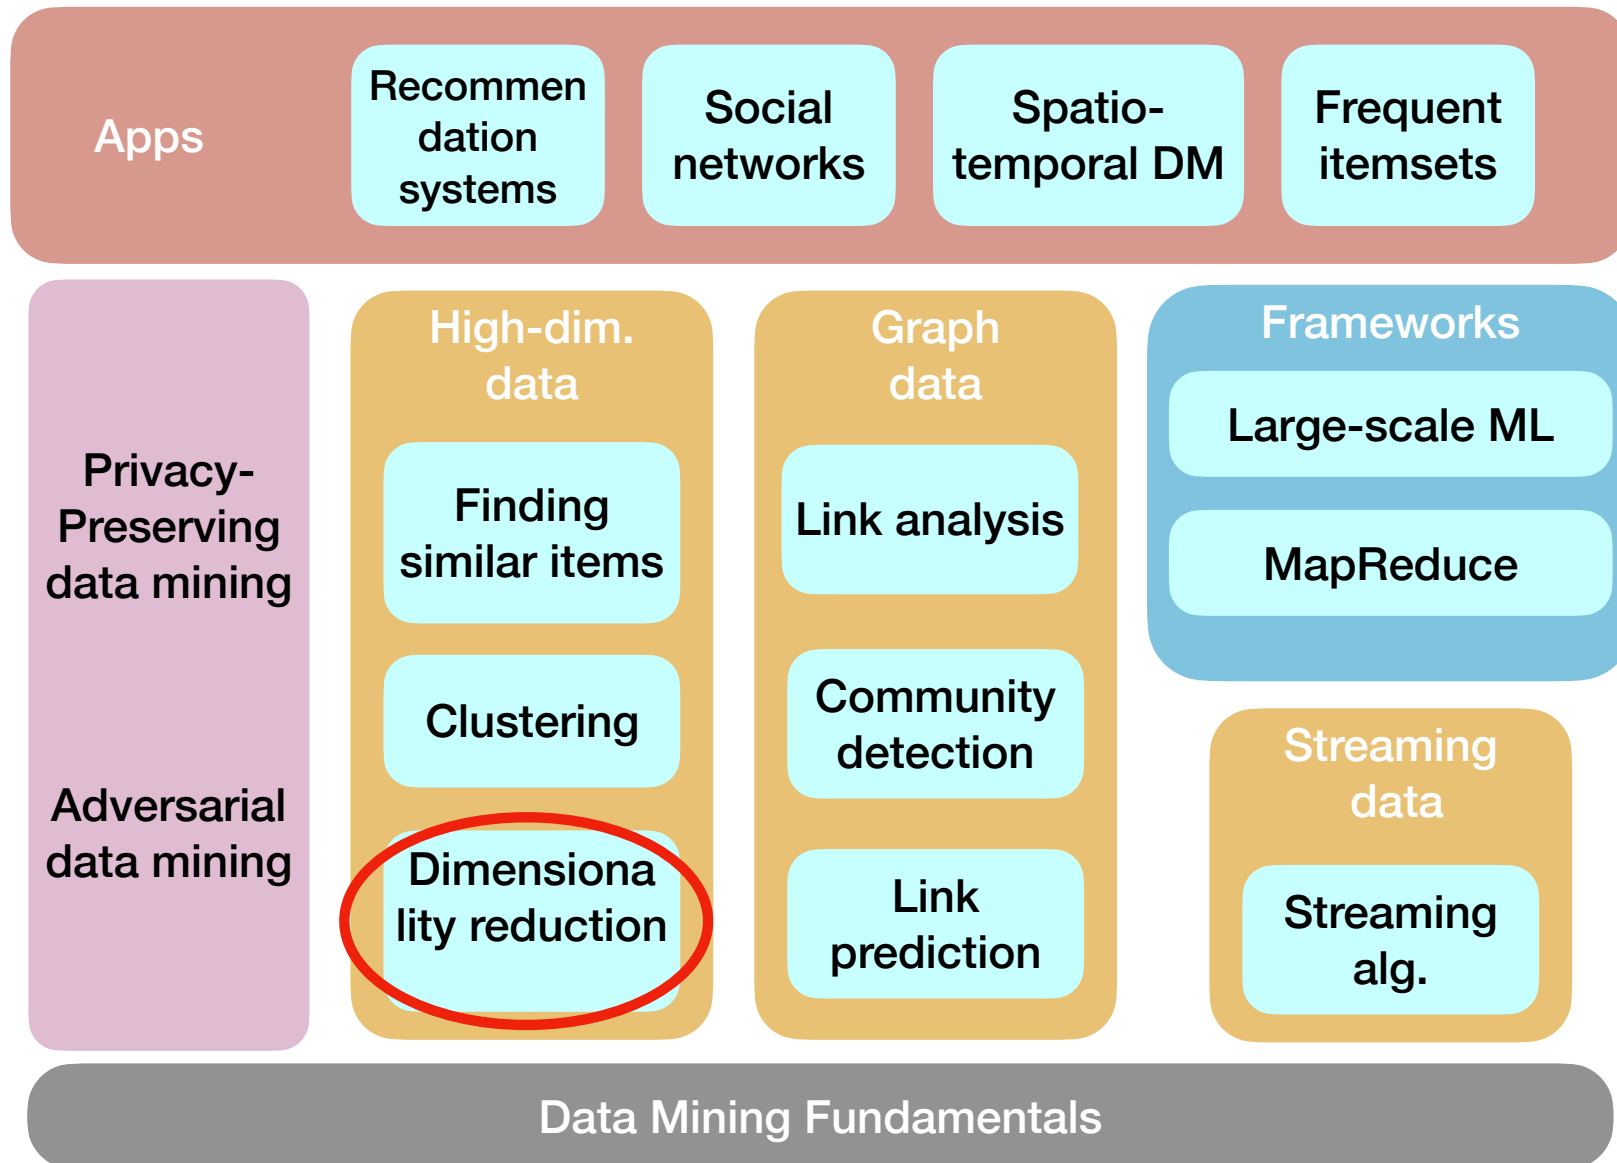 Apps
Recommen
dation
systems
Social
networks
Spatio-
temporal DM
Frequent
itemsets
Privacy-
Preserving
data mining
Adversarial
data mining
High-dim.
data
Finding
similar items
Clustering
Dimensiona
lity reduction
Graph
data
Link analysis
Community
detection
Link
prediction
Frameworks
Large-scale ML
MapReduce
Streaming
data
Streaming
alg.
Data Mining Fundamentals